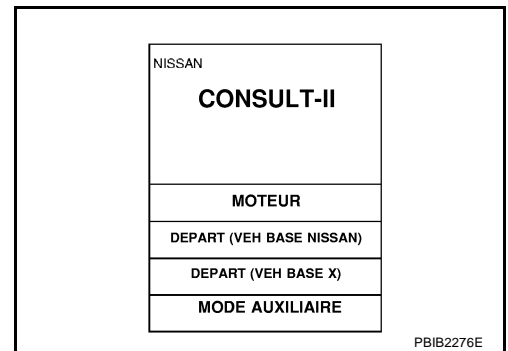 NISSAN
CONSULT-II
MOTEUR
DEPART (VEH BASE NISSAN)
DEPART (VEH BASE X)
MODE AUXILIAIRE
PBIB2276E